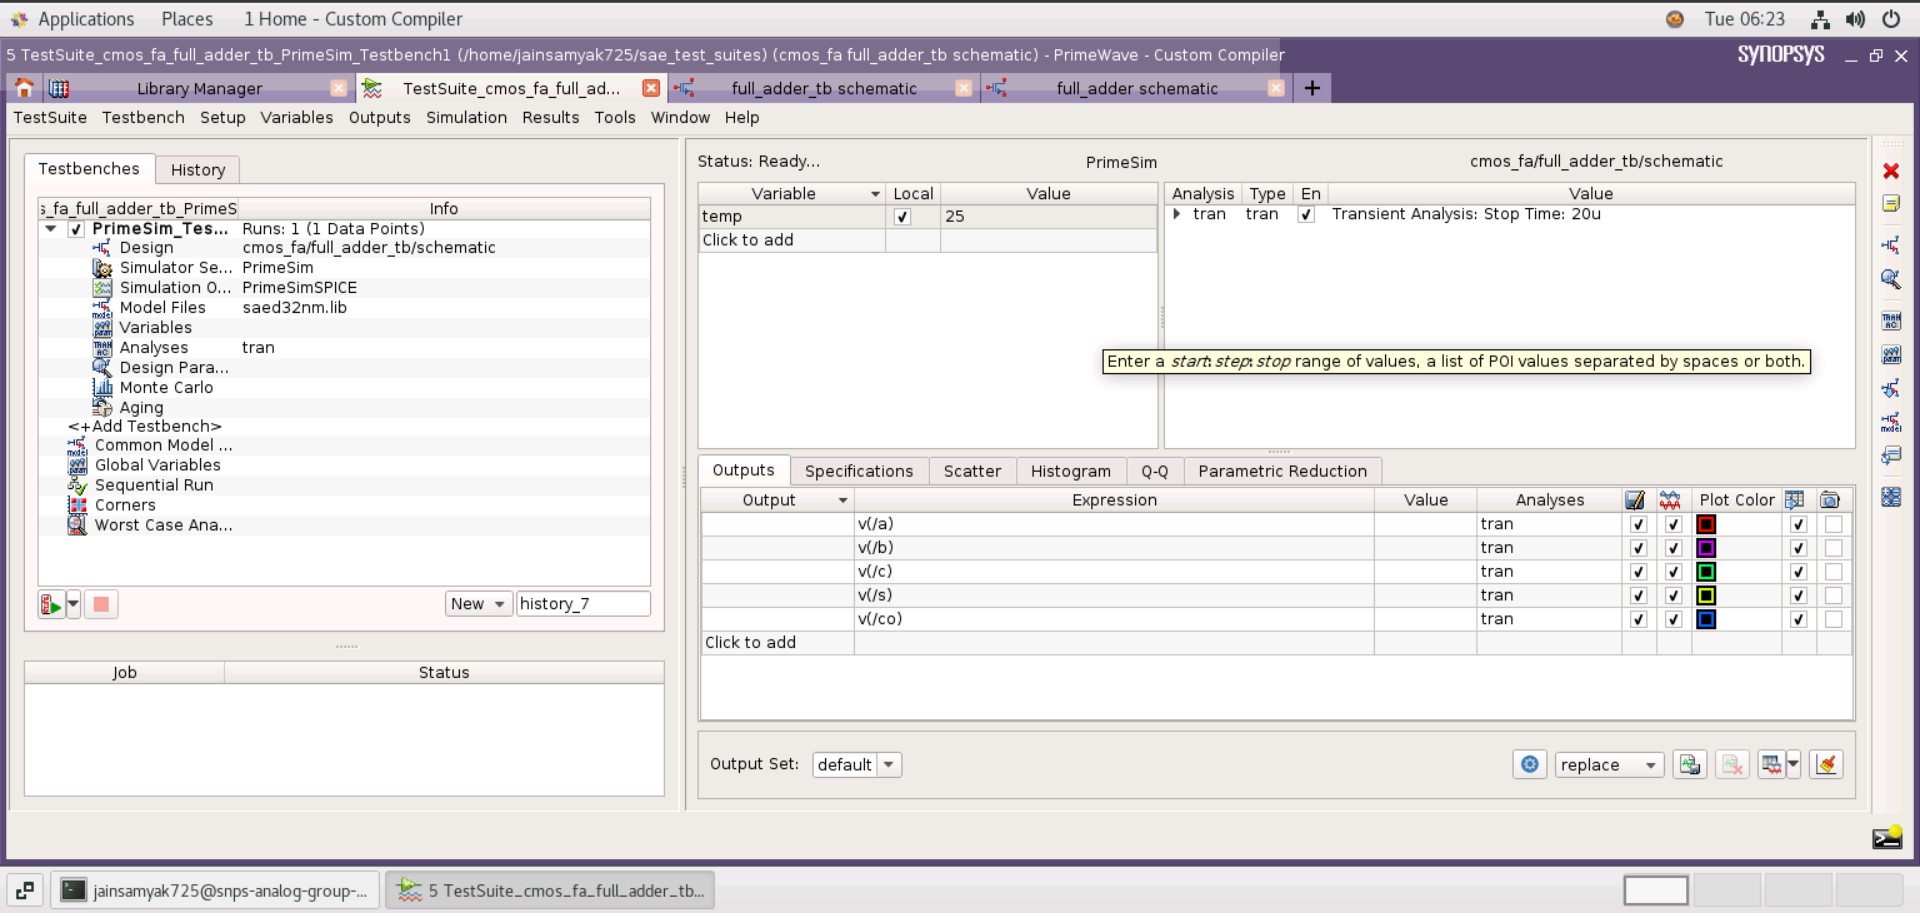 Applications Places 1 Home - Custom Compiler Tue 06:23
5 TestSuite_cmos_fa_full_adder_tb_PrimeSim_Testbench1 (/home/jainsamyak725/sae_test_suites) (cmos_fa full_adder_tb schematic) - PrimeWave - Custom Compiler SYNOPSYS
Library Manager TestSuite_cmos_fa_full_ad... full_adder_tb schematic full_adder schematic +
TestSuite Testbench Setup Variables Outputs Simulation Results Tools Window Help
Testbenches History
s_fa_full_adder_tb_PrimeS Info
PrimeSim_Tes... Runs: 1 (1 Data Points)
Design cmos_fa/full_adder_tb/schematic
Simulator Se... PrimeSim
Simulation O... PrimeSimSPICE
Model Files saed32nm.lib
Variables
Analyses tran
Design Para...
Monte Carlo
Aging
<+Add Testbench>
Common Model ...
Global Variables
Sequential Run
Corners
Worst Case Ana...
New history_7
Job Status
Status: Ready... PrimeSim cmos_fa/full_adder_tb/schematic
Variable Local Value
temp 25
Click to add
Analysis Type En Value
tran tran Transient Analysis: Stop Time: 20u
Enter a start:step:stop range of values, a list of POI values separated by spaces or both.
Outputs Specifications Scatter Histogram Q-Q Parametric Reduction
Output Expression Value Analyses Plot Color
v(/a) tran
v(/b) tran
v(/c) tran
v(/s) tran
v(/co) tran
Click to add
Output Set: default replace
jainsamyak725@snps-analog-group-... 5 TestSuite_cmos_fa_full_adder_tb...